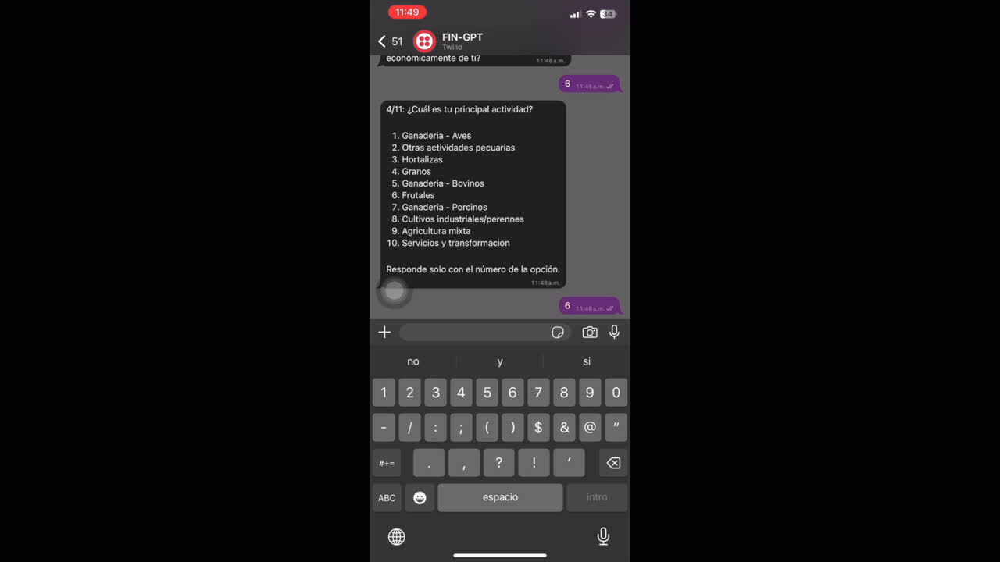 11:49
34
51
FIN-GPT
Twilio
económicamente de ti?
11:48 a.m.
6 11:48 a.m.
4/11: ¿Cuál es tu principal actividad?
1. Ganaderia - Aves
2. Otras actividades pecuarias
3. Hortalizas
4. Granos
5. Ganaderia - Bovinos
6. Frutales
7. Ganaderia - Porcinos
8. Cultivos industriales/perennes
9. Agricultura mixta
10. Servicios y transformacion
Responde solo con el número de la opción.
11:48 a.m.
6 11:48 a.m.
no y si
1 2 3 4 5 6 7 8 9 0
- / : ; ( ) $ & @ "
#+= . , ? ! '
ABC espacio intro